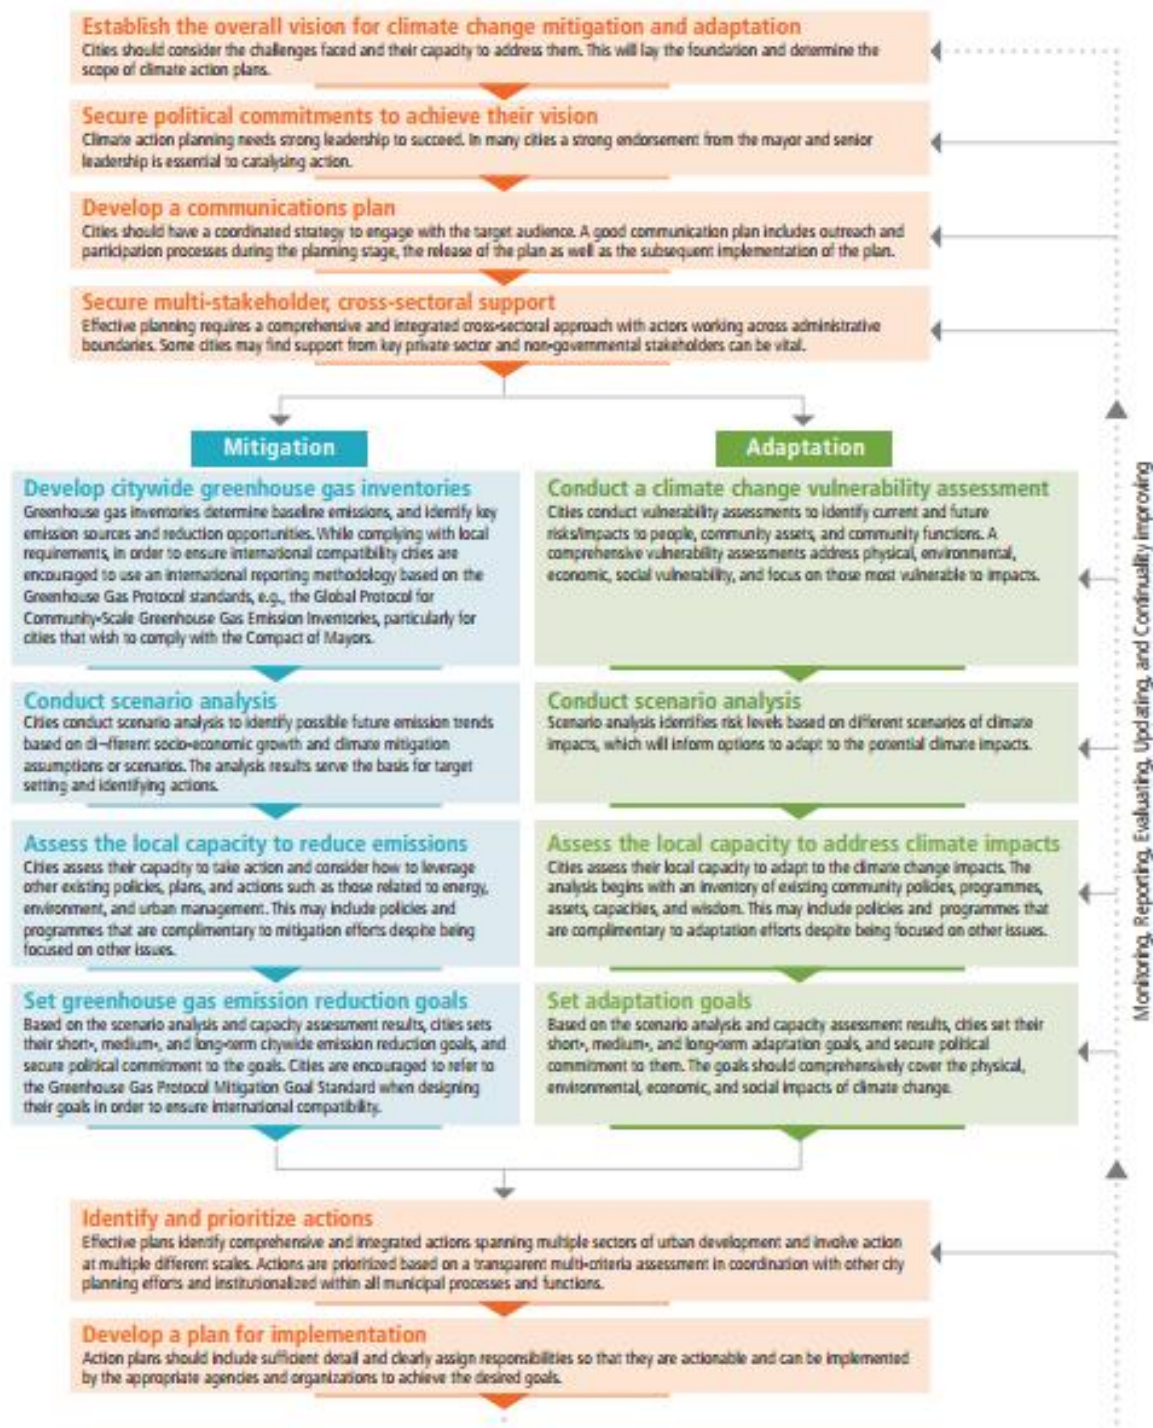 Establish the overall vision for climate change mitigation and adaptation
Cities should consider the challenges faced and their capacity to address them. This will lay the foundation and determine the
scope of climate action plans.
Secure political commitments to achieve their vision
Climate action planning needs strong leadership to succeed. In many cities a strong endorsement from the mayor and senior
leadership is essential to catalysing action.
Develop a communications plan
Cities should have a coordinated strategy to engage with the target audience. A good communication plan includes outreach and
participation processes during the planning stage, the release of the plan as well as the subsequent implementation of the plan.
Secure multi-stakeholder, cross-sectoral support
Effective planning requires a comprehensive and integrated cross-sectoral approach with actors working across administrative
boundaries. Some cities may find support from key private sector and non-governmental stakeholders can be vital.
Mitigation
Develop citywide greenhouse gas inventories
Greenhouse gas inventories determine baseline emissions, and identify key
emission sources and reduction opportunities. While complying with local
requirements, in order to ensure international compatibility cities are
encouraged to use an international reporting methodology based on the
Greenhouse Gas Protocol standards, e.g., the Global Protocol for
Community-Scale Greenhouse Gas Emission Inventories, particularly for
cities that wish to comply with the Compact of Mayors.
Conduct scenario analysis
Cities conduct scenario analysis to identify possible future emission trends
based on di-fferent socio-economic growth and climate mitigation
assumptions or scenarios. The analysis results serve the basis for target
setting and identifying actions.
Assess the local capacity to reduce emissions
Cities assess their capacity to take action and consider how to leverage
other existing policies, plans, and actions such as those related to energy,
environment, and urban management. This may include policies and
programmes that are complimentary to mitigation efforts despite being
focused on other issues.
Set greenhouse gas emission reduction goals
Based on the scenario analysis and capacity assessment results, cities sets
their short-, medium-, and long-term citywide emission reduction goals, and
secure political commitment to the goals. Cities are encouraged to refer to
the Greenhouse Gas Protocol Mitigation Goal Standard when designing
their goals in order to ensure international compatibility.
Adaptation
Conduct a climate change vulnerability assessment
Cities conduct vulnerability assessments to identify current and future
risks/impacts to people, community assets, and community functions. A
comprehensive vulnerability assessments address physical, environmental,
economic, social vulnerability, and focus on those most vulnerable to impacts.
Conduct scenario analysis
Scenario analysis identifies risk levels based on different scenarios of climate
impacts, which will inform options to adapt to the potential climate impacts.
Assess the local capacity to address climate impacts
Cities assess their local capacity to adapt to the climate change impacts. The
analysis begins with an inventory of existing community policies, programmes,
assets, capacities, and wisdom. This may include policies and programmes that
are complimentary to adaptation efforts despite being focused on other issues.
Set adaptation goals
Based on the scenario analysis and capacity assessment results, cities set their
short-, medium-, and long-term adaptation goals, and secure political
commitment to them. The goals should comprehensively cover the physical,
environmental, economic, and social impacts of climate change.
Identify and prioritize actions
Effective plans identify comprehensive and integrated actions spanning multiple sectors of urban development and involve action
at multiple different scales. Actions are prioritized based on a transparent multi-criteria assessment in coordination with other city
planning efforts and institutionalized within all municipal processes and functions.
Develop a plan for implementation
Action plans should include sufficient detail and clearly assign responsibilities so that they are actionable and can be implemented
by the appropriate agencies and organizations to achieve the desired goals.
Monitoring, Reporting, Evaluating, Updating, and Continuality improving